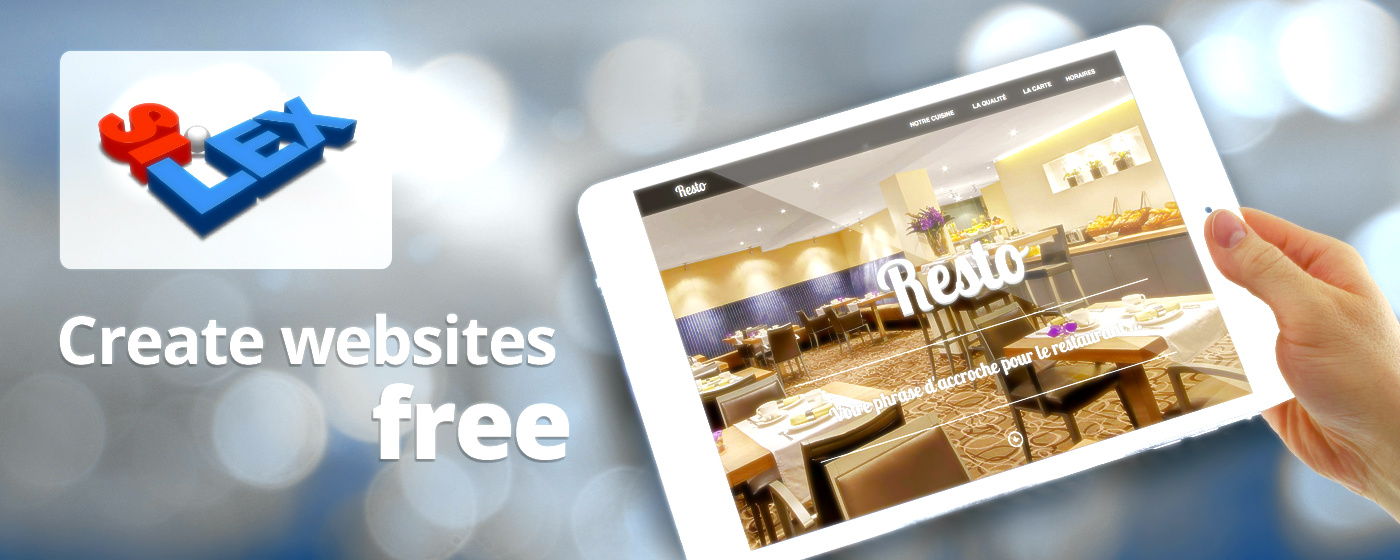 SILEX
Create websites
free
NOTRE CUISINE LA QUALITÉ LA CARTE HORAIRES
Resto
Resto
Votre phrase d'accroche pour le restaurant